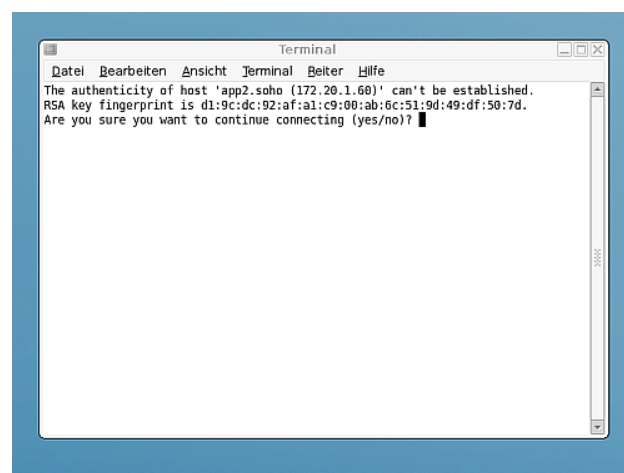 Terminal
Datei Bearbeiten Ansicht Terminal Reiter Hilfe
The authenticity of host 'app2.soho (172.20.1.60)' can't be established.
RSA key fingerprint is d1:9c:dc:92:af:a1:c9:00:ab:6c:51:9d:49:df:50:7d.
Are you sure you want to continue connecting (yes/no)?